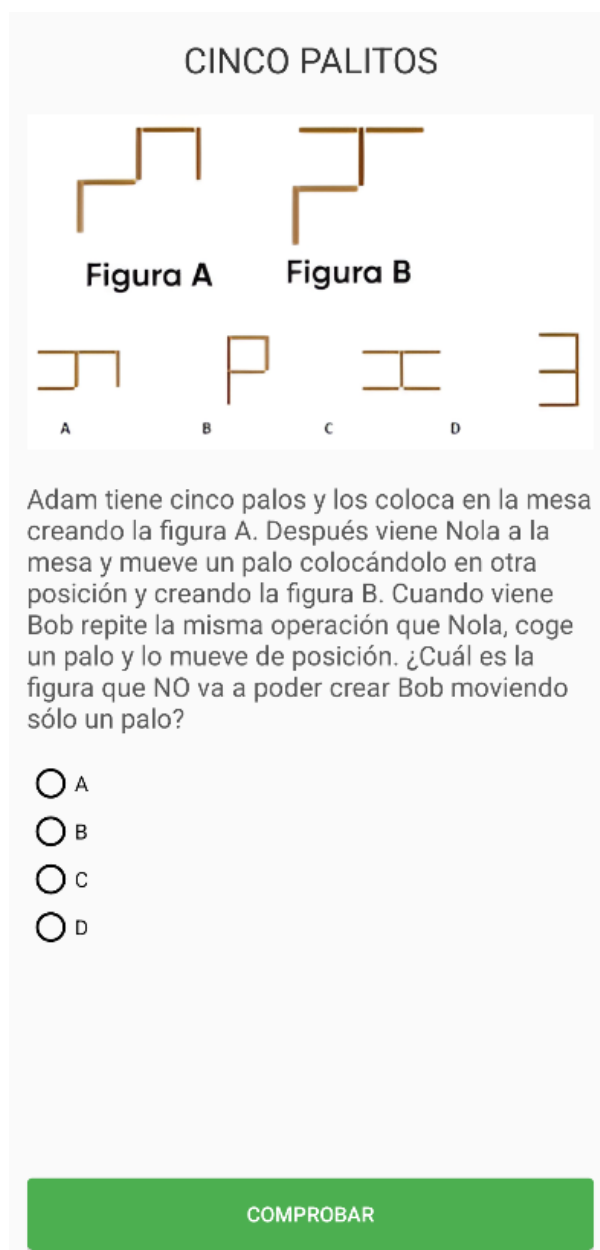 CINCO PALITOS
Figura A
Figura B
A
B
C
D
Adam tiene cinco palos y los coloca en la mesa
creando la figura A. Después viene Nola a la
mesa y mueve un palo colocándolo en otra
posición y creando la figura B. Cuando viene
Bob repite la misma operación que Nola, coge
un palo y lo mueve de posición. ¿Cuál es la
figura que NO va a poder crear Bob moviendo
sólo un palo?
A
B
C
D
COMPROBAR